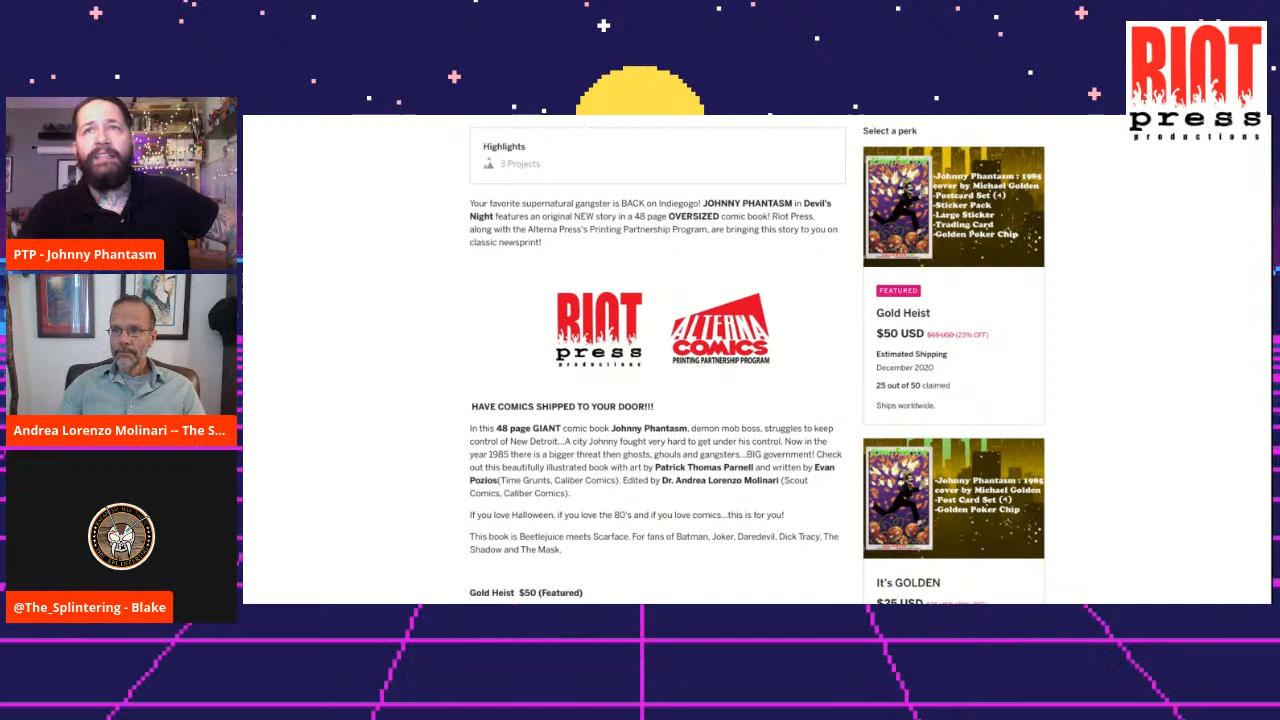 RIOT
press
productions
PTP - Johnny Phantasm
Andrea Lorenzo Molinari -- The S...
@The_Splintering - Blake
Highlights
3 Projects
Your favorite supernatural gangster is BACK on Indiegogo! JOHNNY PHANTASM in Devil's
Night features an original NEW story in a 48 page OVERSIZED comic book! Riot Press,
along with the Alterna Press's Printing Partnership Program, are bringing this story to you on
classic newsprint!
RIOT
press
productions
ALTERNA
COMICS
PRINTING PARTNERSHIP PROGRAM
HAVE COMICS SHIPPED TO YOUR DOOR!!!
In this 48 page GIANT comic book Johnny Phantasm, demon mob boss, struggles to keep
control of New Detroit...A city Johnny fought very hard to get under his control. Now in the
year 1985 there is a bigger threat then ghosts, ghouls and gangsters...BIG government! Check
out this beautifully illustrated book with art by Patrick Thomas Parnell and written by Evan
Pozios(Time Grunts, Caliber Comics). Edited by Dr. Andrea Lorenzo Molinari (Scout
Comics, Caliber Comics).
If you love Halloween, if you love the 80's and if you love comics...this is for you!
This book is Beetlejuice meets Scarface. For fans of Batman, Joker, Daredevil, Dick Tracy, The
Shadow and The Mask.
Gold Heist $50 (Featured)
Select a perk
-Johnny Phantasm : 1985
cover by Michael Golden
-Postcard Set (4)
-Sticker Pack
-Large Sticker
-Trading Card
-Golden Poker Chip
FEATURED
Gold Heist
$50 USD $65 USD (23% OFF)
Estimated Shipping
December 2020
25 out of 50 claimed
Ships worldwide.
-Johnny Phantasm : 1985
cover by Michael Golden
-Post Card Set (4)
-Golden Poker Chip
It's GOLDEN
$25 USD